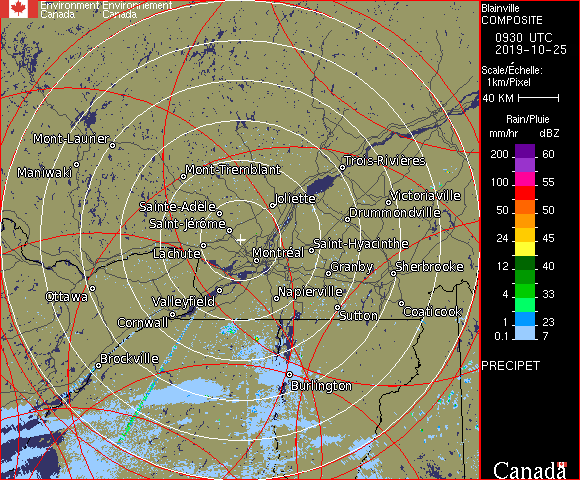 Environment Environnement
Canada Canada
Blainville
COMPOSITE
0930 UTC
2019-10-25
Scale/Échelle:
1km/Pixel
40 KM
Rain/Pluie
mm/hr dBZ
200 60
100 55
50 50
24 45
12 40
4 33
1 23
0.1 7
PRECIPET
Canada
Mont-Laurier
Maniwaki
Mont-Tremblant
Trois-Rivières
Joliette
Victoriaville
Sainte-Adèle
Drummondville
Saint-Jérôme
Lachute
Montréal
Saint-Hyacinthe
Granby
Sherbrooke
Ottawa
Valleyfield
Napierville
Cornwall
Sutton
Coaticook
Brockville
Burlington